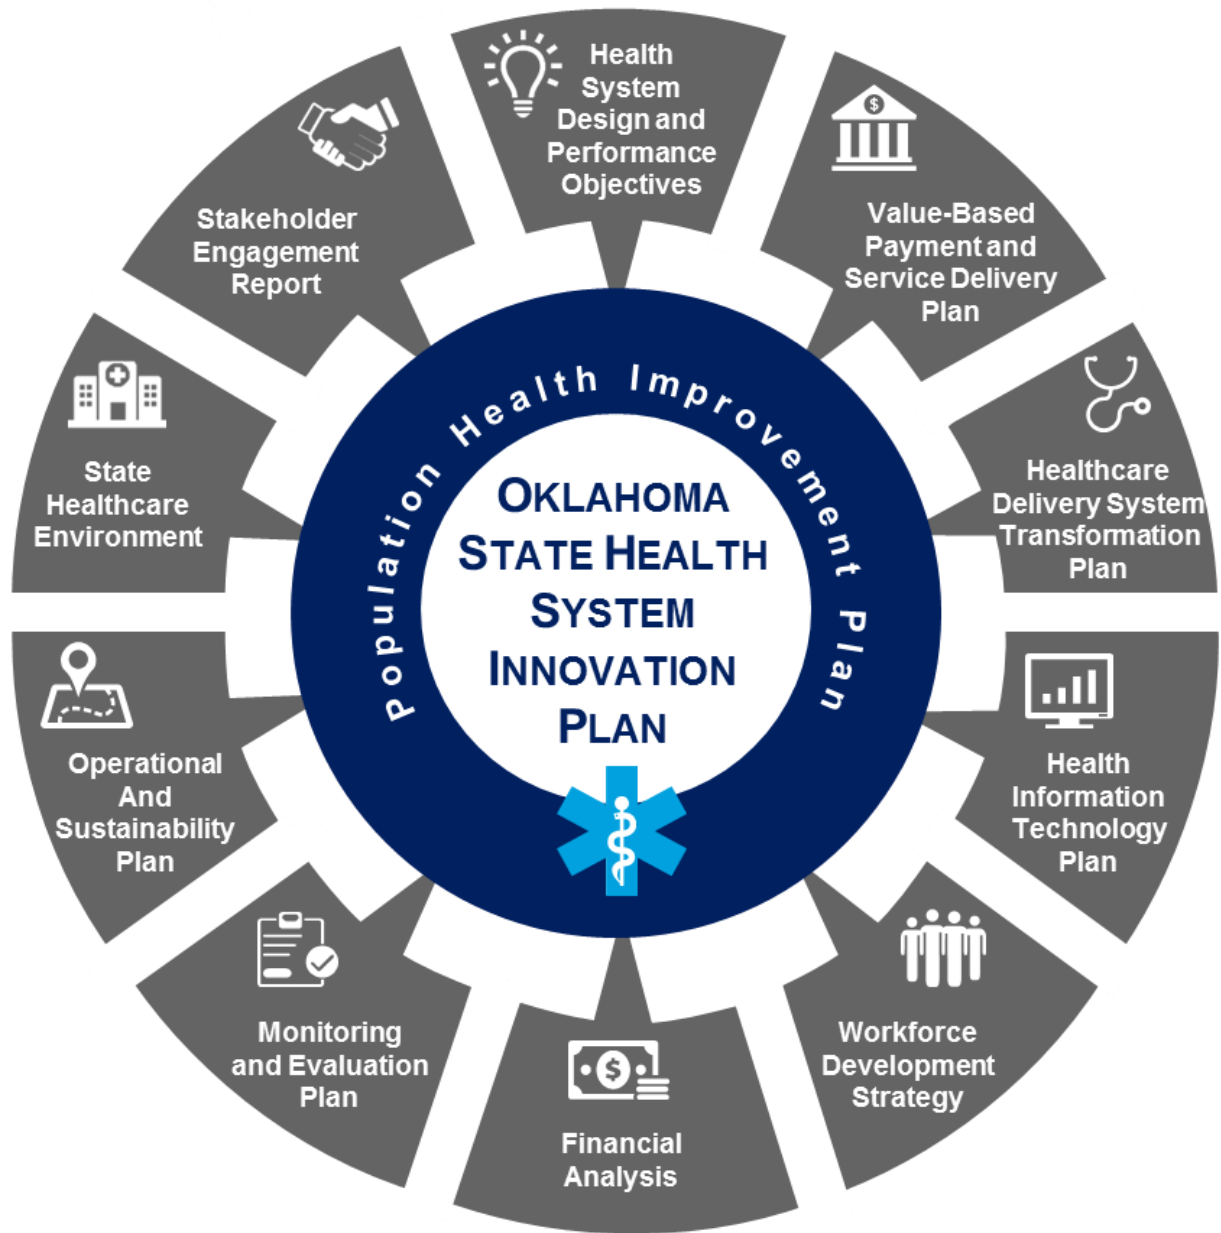 Health
System
Design and
Performance
Objectives
Value-Based
Payment and
Service Delivery
Plan
Healthcare
Delivery System
Transformation
Plan
Health
Information
Technology
Plan
Workforce
Development
Strategy
Financial
Analysis
Monitoring
and Evaluation
Plan
Operational
And
Sustainability
Plan
State
Healthcare
Environment
Stakeholder
Engagement
Report
Population Health Improvement Plan
OKLAHOMA
STATE HEALTH
SYSTEM
INNOVATION
PLAN
$
$